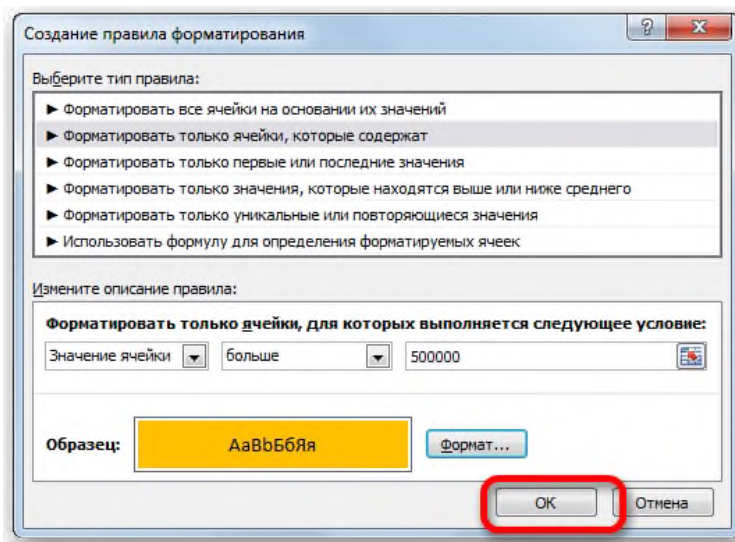 Создание правила форматирования
Выберите тип правила:
► Форматировать все ячейки на основании их значений
► Форматировать только ячейки, которые содержат
► Форматировать только первые или последние значения
► Форматировать только значения, которые находятся выше или ниже среднего
► Форматировать только уникальные или повторяющиеся значения
► Использовать формулу для определения форматируемых ячеек
Измените описание правила:
Форматировать только ячейки, для которых выполняется следующее условие:
Значение ячейки больше 500000
Образец: АаBbБбЯя Формат...
ОК Отмена